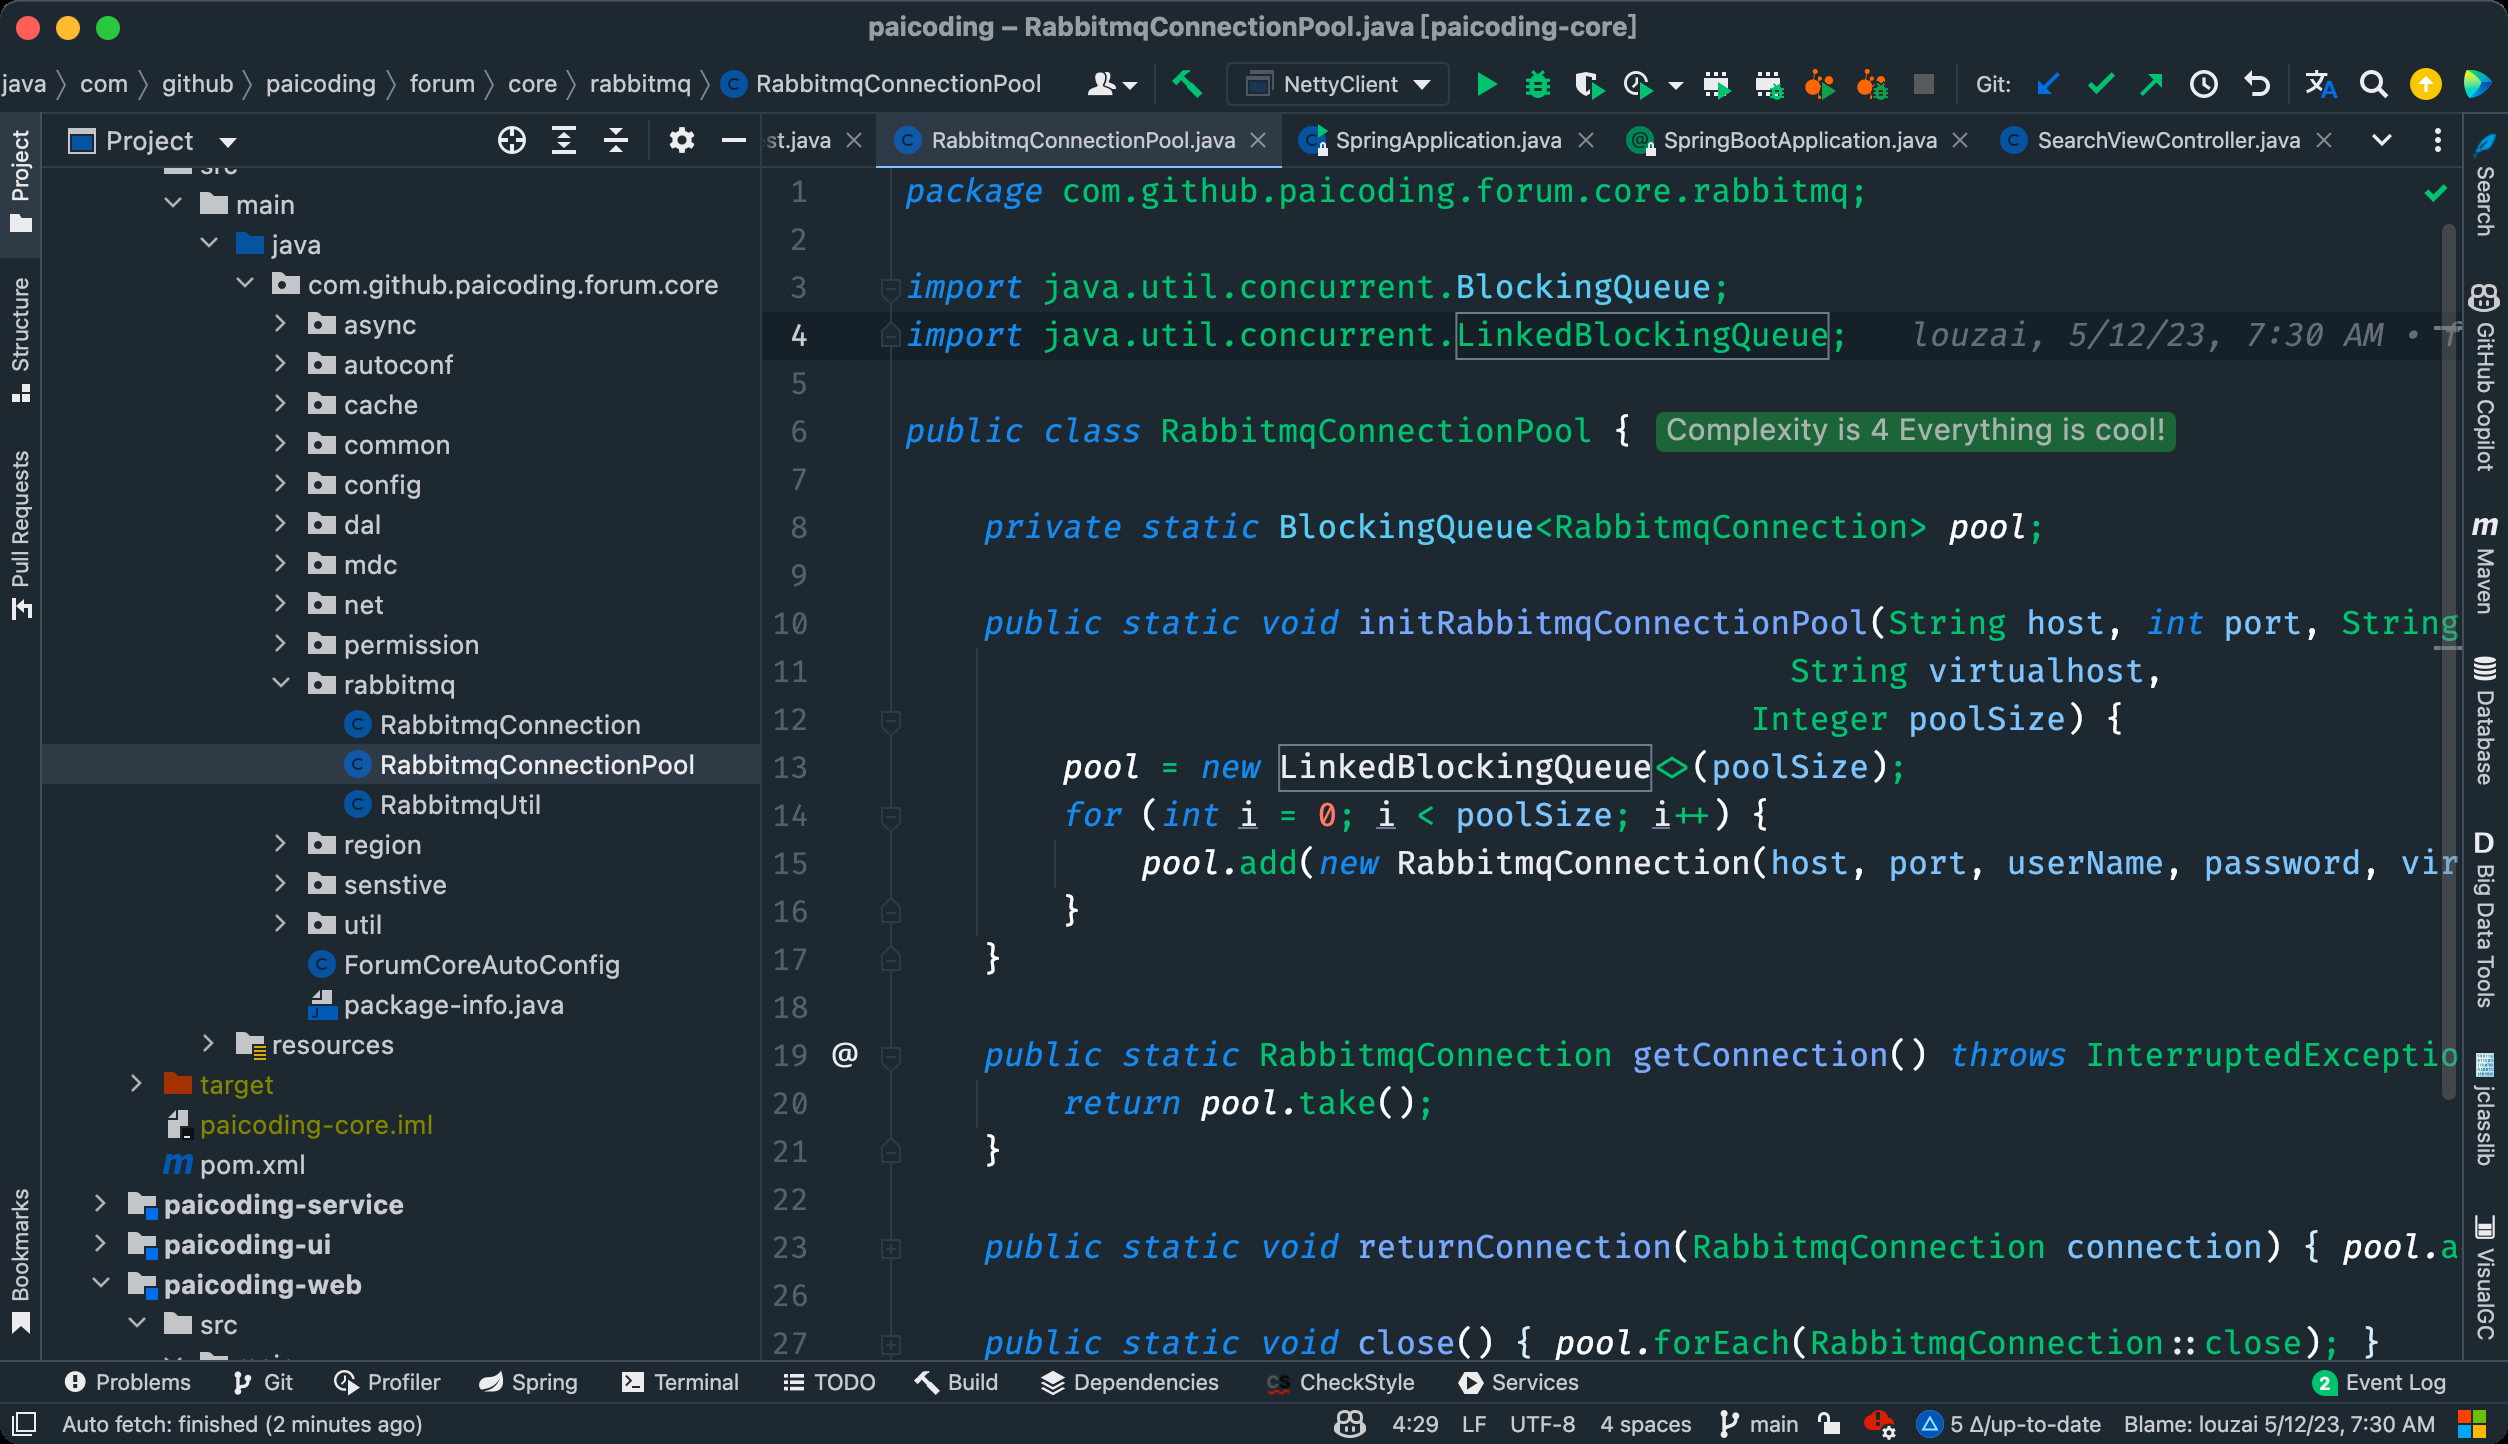 paicoding – RabbitmqConnectionPool.java [paicoding-core]
java 〉 com 〉 github 〉 paicoding 〉 forum 〉 core 〉 rabbitmq 〉 RabbitmqConnectionPool
NettyClient
Git:
Project
st.java
RabbitmqConnectionPool.java
SpringApplication.java
SpringBootApplication.java
SearchViewController.java
Project
Structure
Pull Requests
Bookmarks
src
main
java
com.github.paicoding.forum.core
async
autoconf
cache
common
config
dal
mdc
net
permission
rabbitmq
RabbitmqConnection
RabbitmqConnectionPool
RabbitmqUtil
region
senstive
util
ForumCoreAutoConfig
package-info.java
resources
target
paicoding-core.iml
pom.xml
paicoding-service
paicoding-ui
paicoding-web
src
1 package com.github.paicoding.forum.core.rabbitmq;
2
3 import java.util.concurrent.BlockingQueue;
4 import java.util.concurrent.LinkedBlockingQueue; louzai, 5/12/23, 7:30 AM •
5
6 public class RabbitmqConnectionPool { Complexity is 4 Everything is cool!
7
8 private static BlockingQueue<RabbitmqConnection> pool;
9
10 public static void initRabbitmqConnectionPool(String host, int port, String
11 String virtualhost,
12 Integer poolSize) {
13 pool = new LinkedBlockingQueue<>(poolSize);
14 for (int i = 0; i < poolSize; i++) {
15 pool.add(new RabbitmqConnection(host, port, userName, password, vir
16 }
17 }
18
19 @ public static RabbitmqConnection getConnection() throws InterruptedExceptio
20 return pool.take();
21 }
22
23 public static void returnConnection(RabbitmqConnection connection) { pool.a
26
27 public static void close() { pool.forEach(RabbitmqConnection::close); }
Search
GitHub Copilot
m Maven
Database
D Big Data Tools
jclasslib
VisualGC
Problems
Git
Profiler
Spring
Terminal
TODO
Build
Dependencies
CS CheckStyle
Services
2 Event Log
Auto fetch: finished (2 minutes ago)
4:29
LF
UTF-8
4 spaces
main
5 Δ/up-to-date
Blame: louzai 5/12/23, 7:30 AM